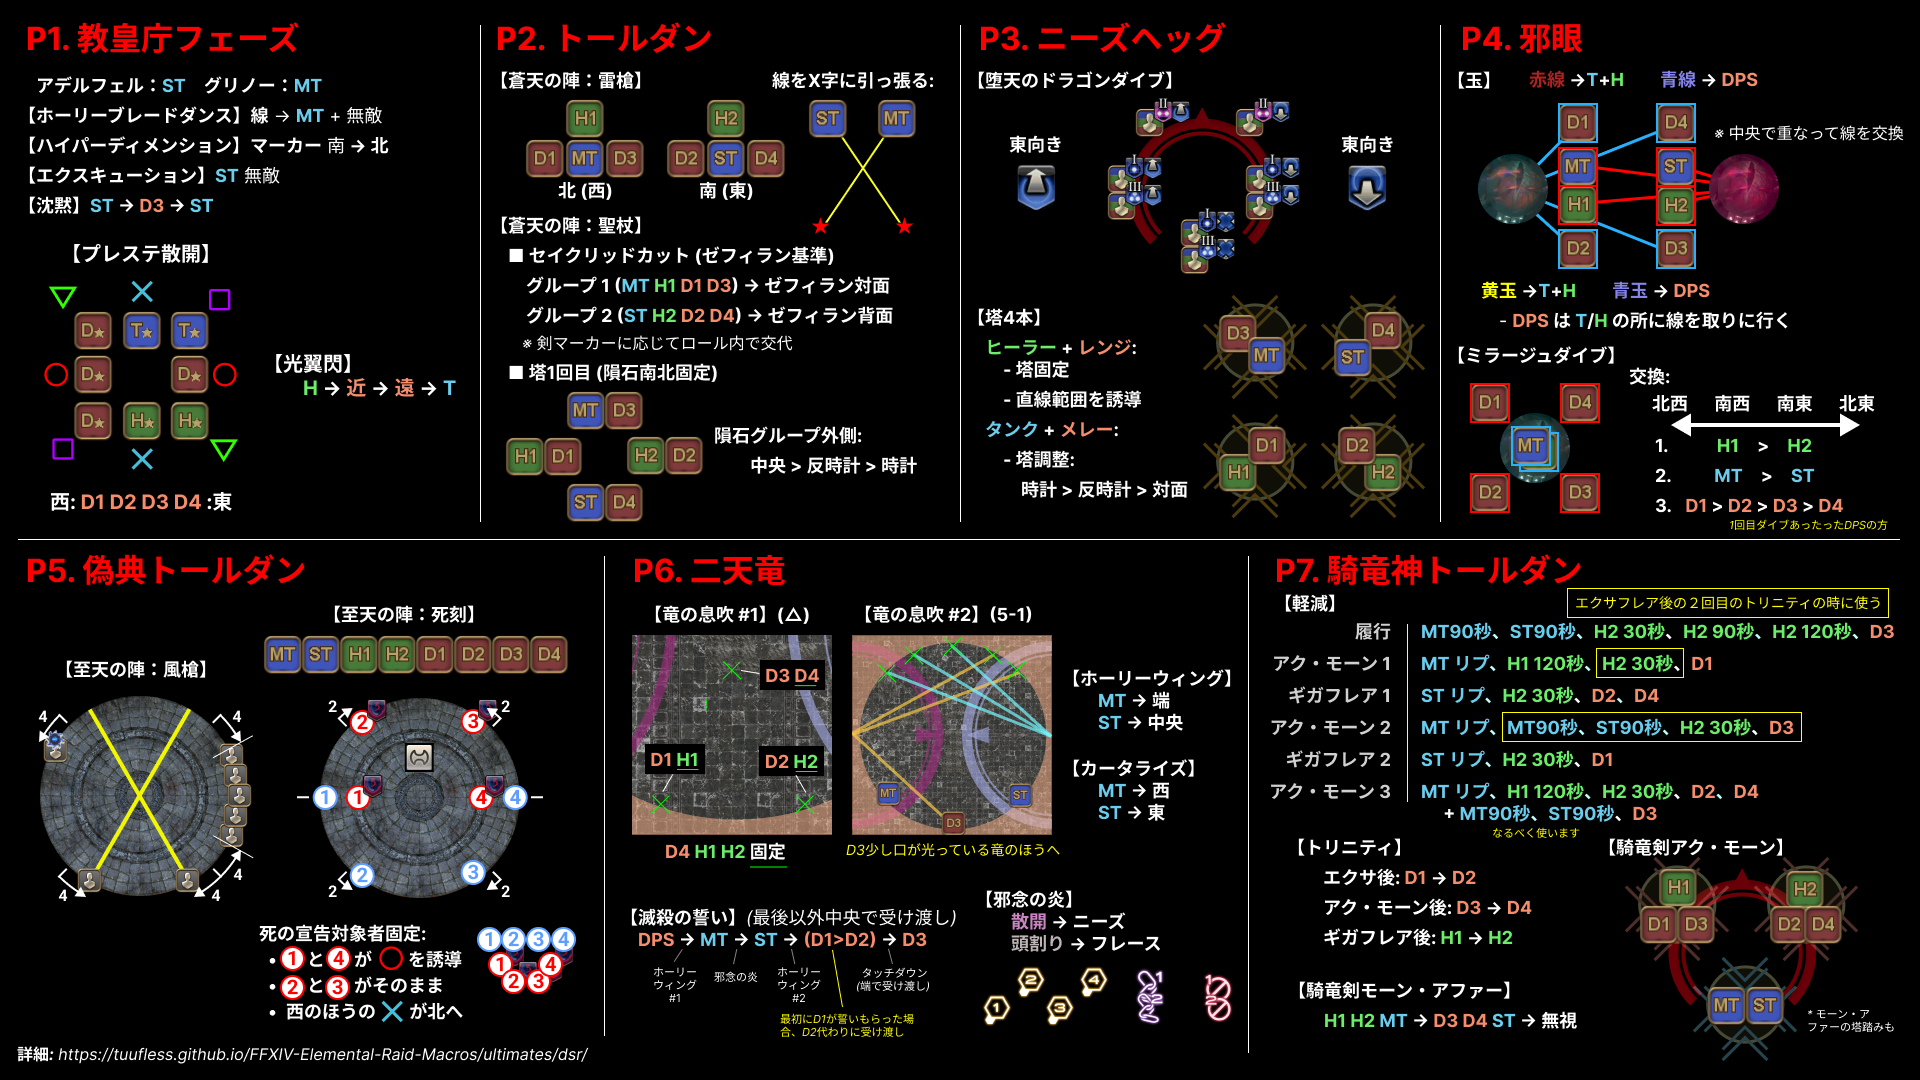 P1. 教皇庁フェーズ
アデルフェル：ST　グリノー：MT
【ホーリーブレードダンス】線 → MT + 無敵
【ハイパーディメンション】マーカー 南 → 北
【エクスキューション】ST 無敵
【沈黙】ST → D3 → ST
【プレステ散開】
D★ T★ T★
D★ D★
D★ H★ H★
【光翼閃】
H → 近 → 遠 → T
西: D1 D2 D3 D4 :東
P2. トールダン
【蒼天の陣：雷槍】
線をX字に引っ張る:
H1 H2 ST MT
D1 MT D3 D2 ST D4
北 (西) 南 (東)
【蒼天の陣：聖杖】
■ セイクリッドカット (ゼフィラン基準)
グループ 1 (MT H1 D1 D3) → ゼフィラン対面
グループ 2 (ST H2 D2 D4) → ゼフィラン背面
※ 剣マーカーに応じてロール内で交代
■ 塔1回目 (隕石南北固定)
MT D3
H1 D1 H2 D2
ST D4
隕石グループ外側:
中央 > 反時計 > 時計
P3. ニーズヘッグ
【堕天のドラゴンダイブ】
II II
東向き 東向き
I I
III III
I
III
【塔4本】
ヒーラー + レンジ:
- 塔固定
- 直線範囲を誘導
タンク + メレー:
- 塔調整:
時計 > 反時計 > 対面
D3 MT D4 ST
D1 H1 D2 H2
P4. 邪眼
【玉】 赤線 →T+H 青線 → DPS
D1 D4
MT ST
H1 H2
D2 D3
※ 中央で重なって線を交換
黄玉 →T+H 青玉 → DPS
- DPS は T/H の所に線を取りに行く
【ミラージュダイブ】
D1 D4
MT
D2 D3
交換:
北西 南西 南東 北東
1. H1 > H2
2. MT > ST
3. D1 > D2 > D3 > D4
1回目ダイブあったったDPSの方
P5. 偽典トールダン
【至天の陣：風槍】
4 4
4 4
【至天の陣：死刻】
MT ST H1 H2 D1 D2 D3 D4
2 2 3 2
1 1 4 4
2 2 3 2
死の宣告対象者固定:
• 1 と 4 が を誘導
• 2 と 3 がそのまま
• 西のほうの が北へ
1 2 3 4
1 4
2 3
詳細: https://tuufless.github.io/FFXIV-Elemental-Raid-Macros/ultimates/dsr/
P6. 二天竜
【竜の息吹 #1】(△)
D3 D4
D1 H1 D2 H2
D4 H1 H2 固定
【竜の息吹 #2】(5-1)
MT ST
D3
D3少し口が光っている竜のほうへ
【ホーリーウィング】
MT → 端
ST → 中央
【カータライズ】
MT → 西
ST → 東
【滅殺の誓い】(最後以外中央で受け渡し)
DPS → MT → ST → (D1>D2) → D3
ホーリーウィング #1
邪念の炎
ホーリーウィング #2
タッチダウン
(端で受け渡し)
最初にD1が誓いもらった場
合、D2代わりに受け渡し
【邪念の炎】
散開 → ニーズ
頭割り → フレース
1 2 3 4 1 1
P7. 騎竜神トールダン
【軽減】
エクサフレア後の２回目のトリニティの時に使う
履行 MT90秒、ST90秒、H2 30秒、H2 90秒、H2 120秒、D3
アク・モーン 1 MT リプ、H1 120秒、H2 30秒、D1
ギガフレア 1 ST リプ、H2 30秒、D2、D4
アク・モーン 2 MT リプ、MT90秒、ST90秒、H2 30秒、D3
ギガフレア 2 ST リプ、H2 30秒、D1
アク・モーン 3 MT リプ、H1 120秒、H2 30秒、D2、D4
+ MT90秒、ST90秒、D3
なるべく使います
【トリニティ】
エクサ後: D1 → D2
アク・モーン後: D3 → D4
ギガフレア後: H1 → H2
【騎竜剣モーン・アファー】
H1 H2 MT → D3 D4 ST → 無視
【騎竜剣アク・モーン】
H1 H2
D1 D3 D2 D4
MT ST
* モーン・ア
ファーの塔踏みも